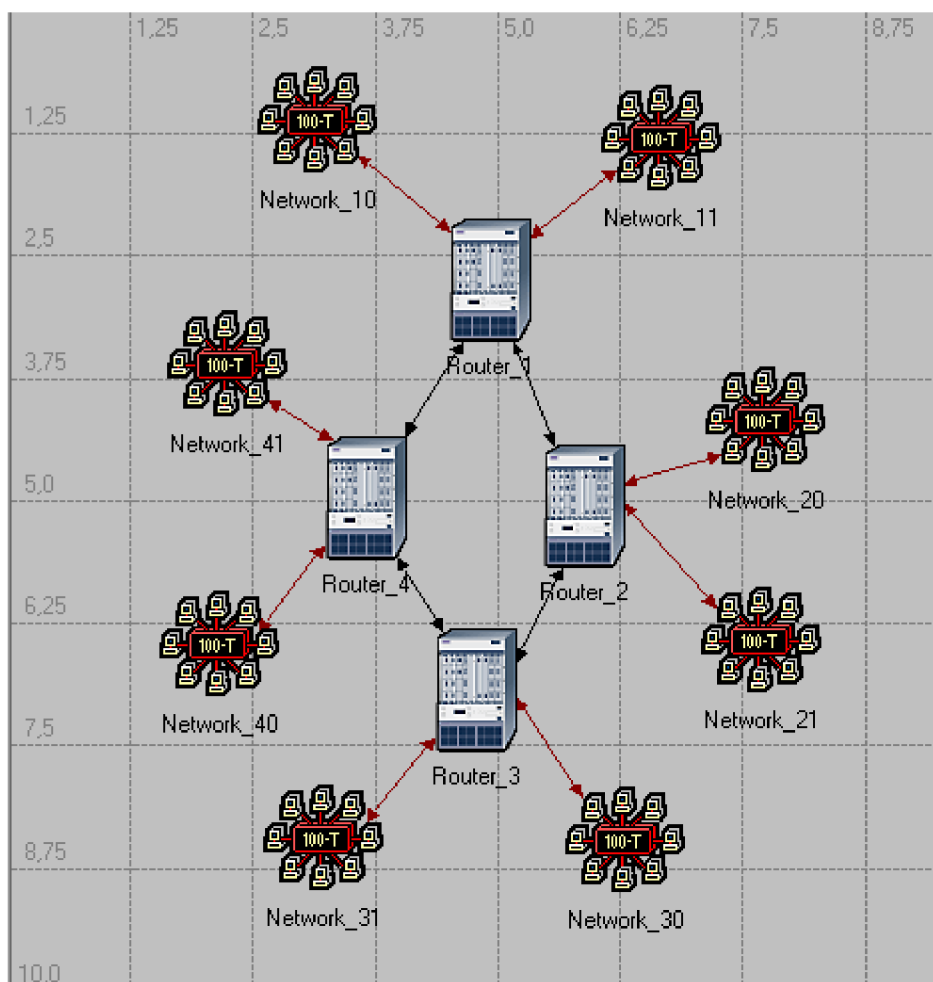 1,25 2,5 3,75 5,0 6,25 7,5 8,75
1,25
100-T
100-T
Network_10
Network_11
2,5
3,75
100-T
Router_1
100-T
Network_41
5,0
Network_20
Router_4
Router_2
6,25
100-T
100-T
Network_40
Network_21
7,5
Router_3
100-T
100-T
8,75
Network_31
Network_30
10,0